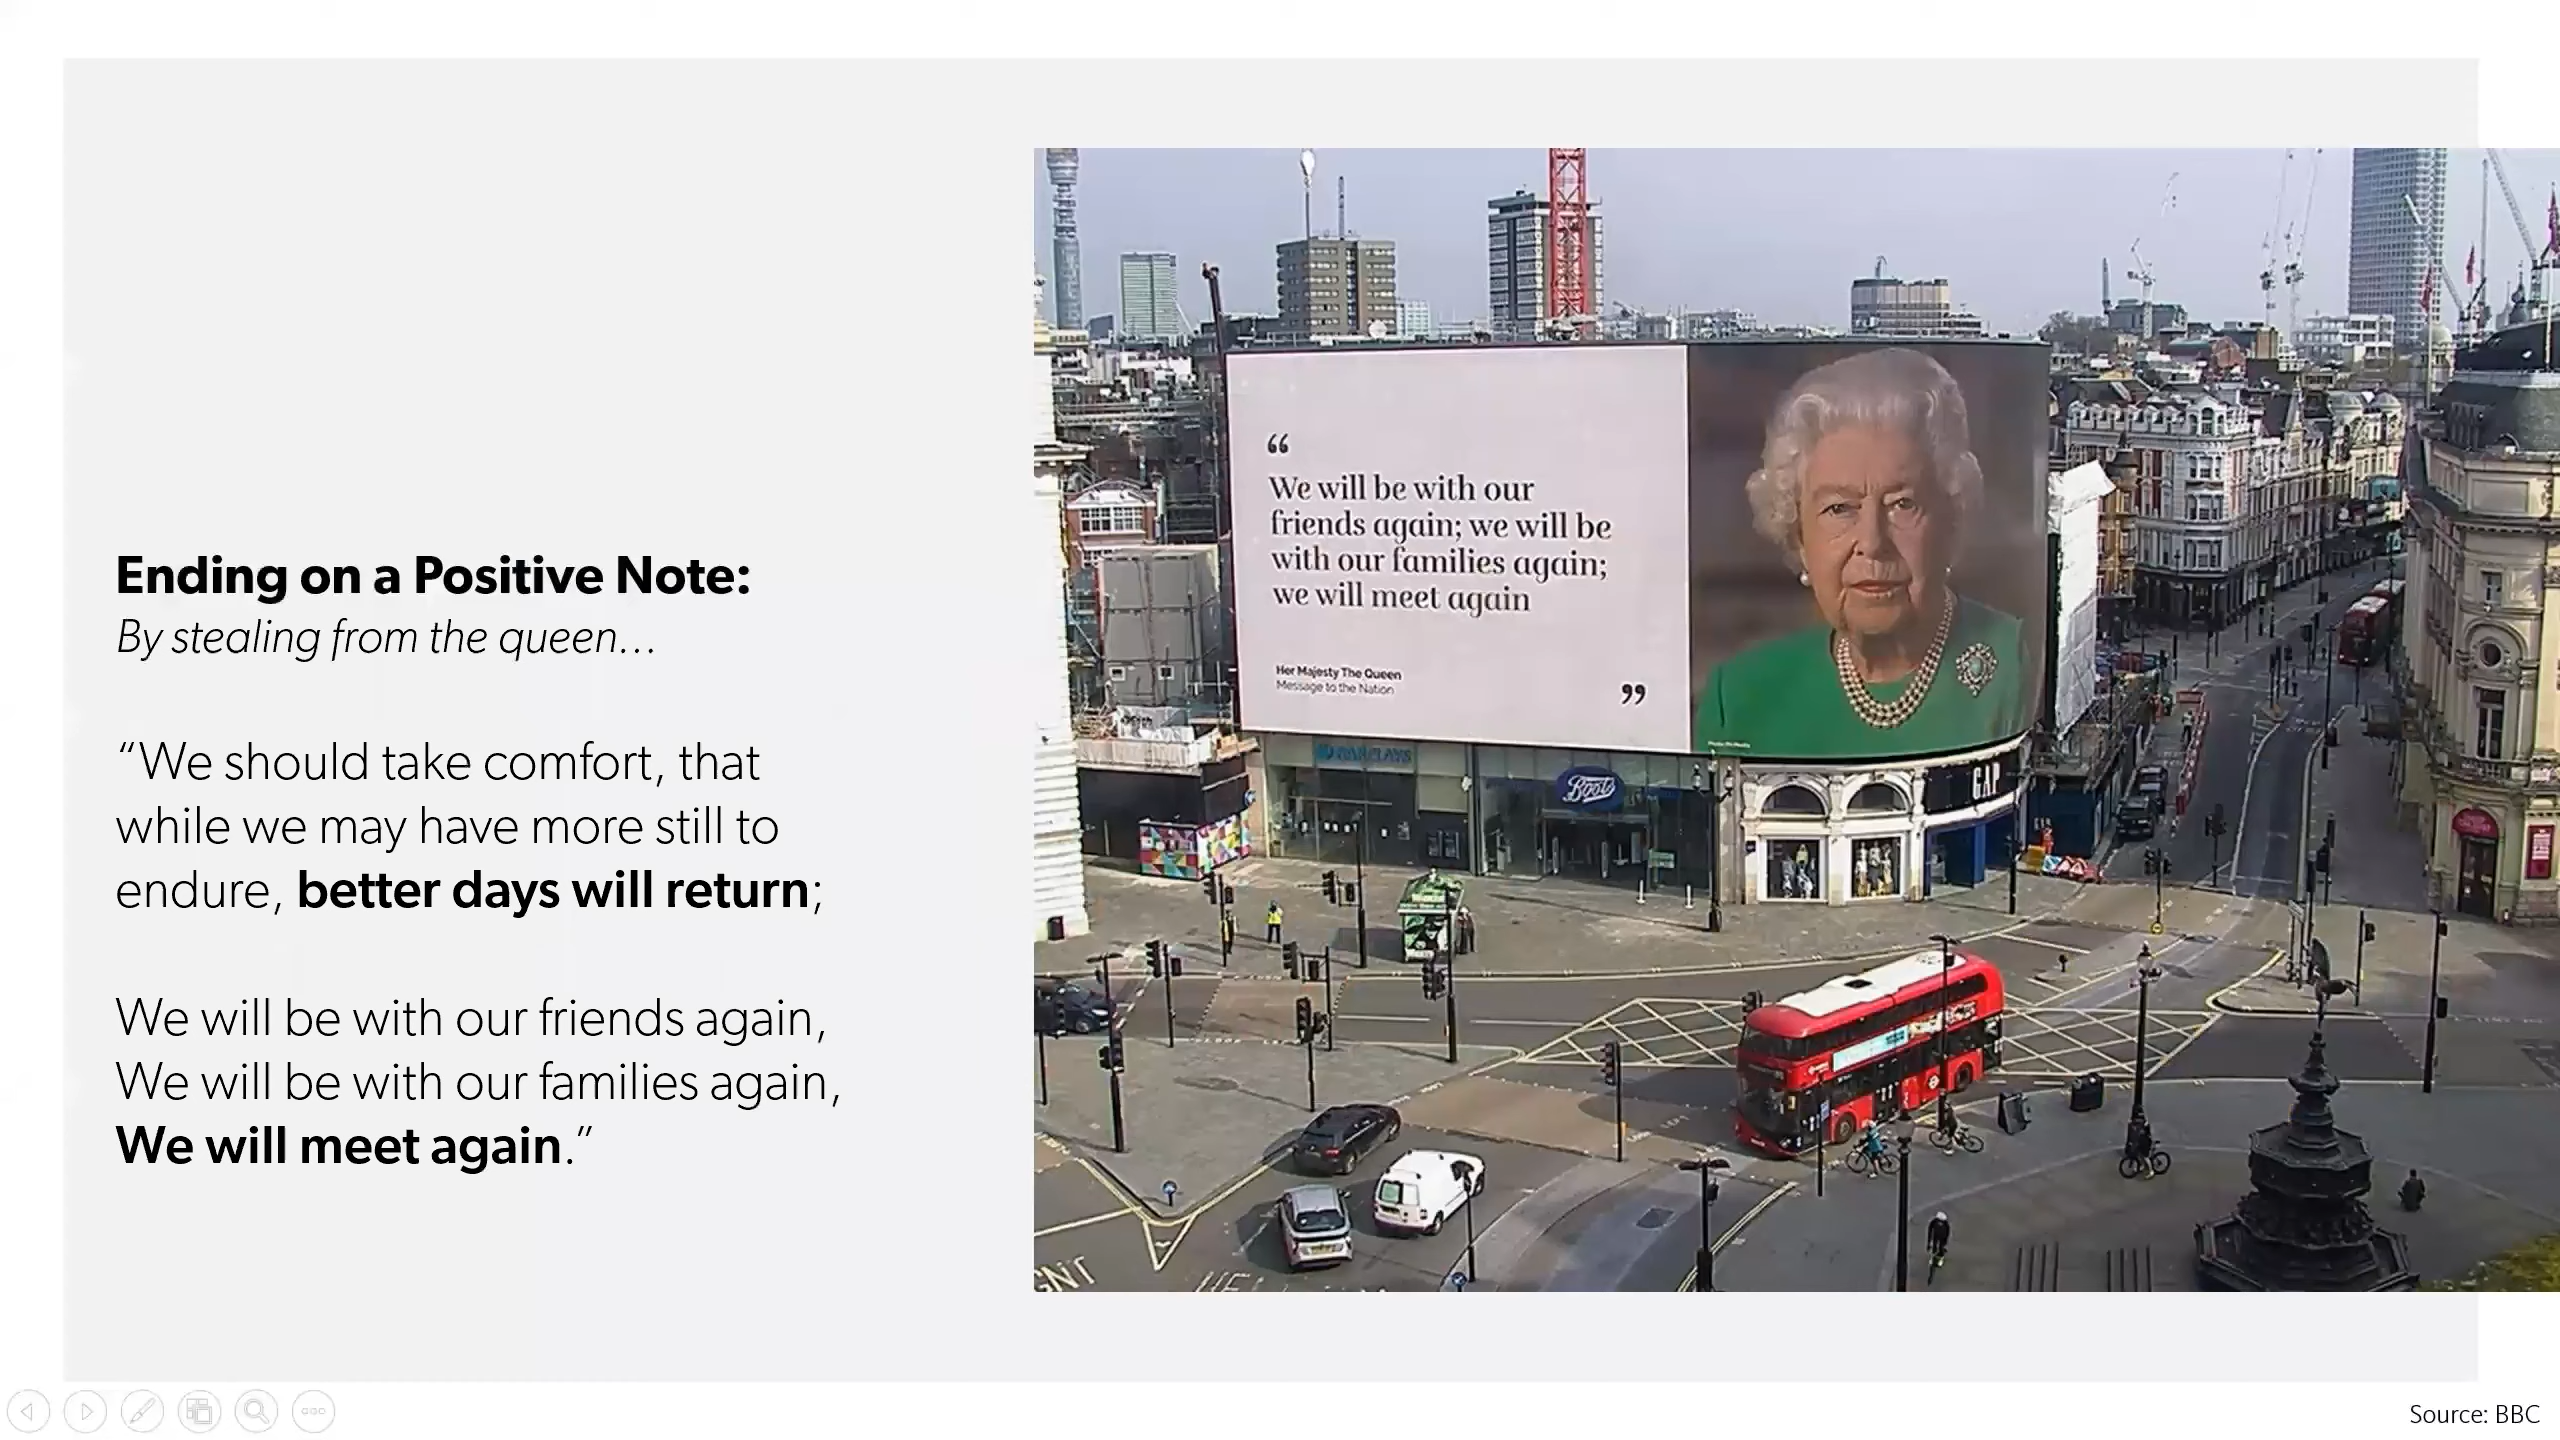 Ending on a Positive Note:
By stealing from the queen...
“We should take comfort, that
while we may have more still to
endure, better days will return;
We will be with our friends again,
We will be with our families again,
We will meet again.”
“
We will be with our
friends again; we will be
with our families again;
we will meet again
Her Majesty The Queen
Message to the Nation
”
BARCLAYS
Boots
GAP
Source: BBC